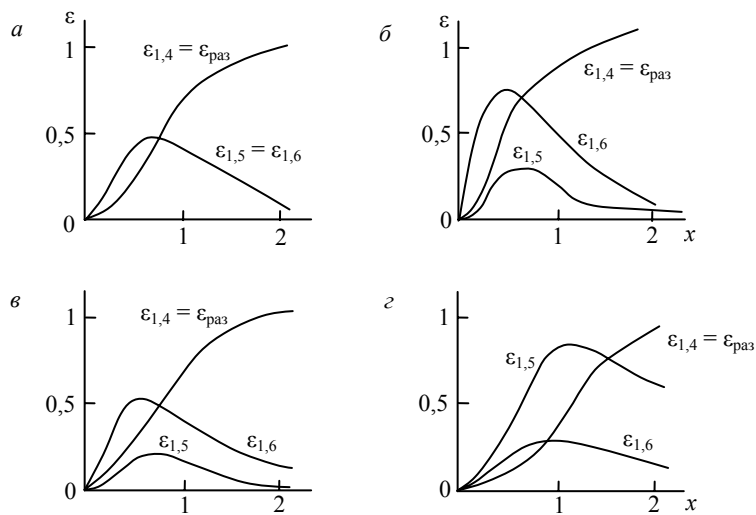 а
ε
1
ε1,4 = εраз
0,5
ε1,5 = ε1,6
0
1
2
б
ε
1
ε1,4 = εраз
0,5
ε1,6
ε1,5
0
1
2
x
в
1
ε1,4 = εраз
0,5
ε1,5
ε1,6
0
1
2
г
1
ε1,5
ε1,4 = εраз
0,5
ε1,6
0
1
2
x